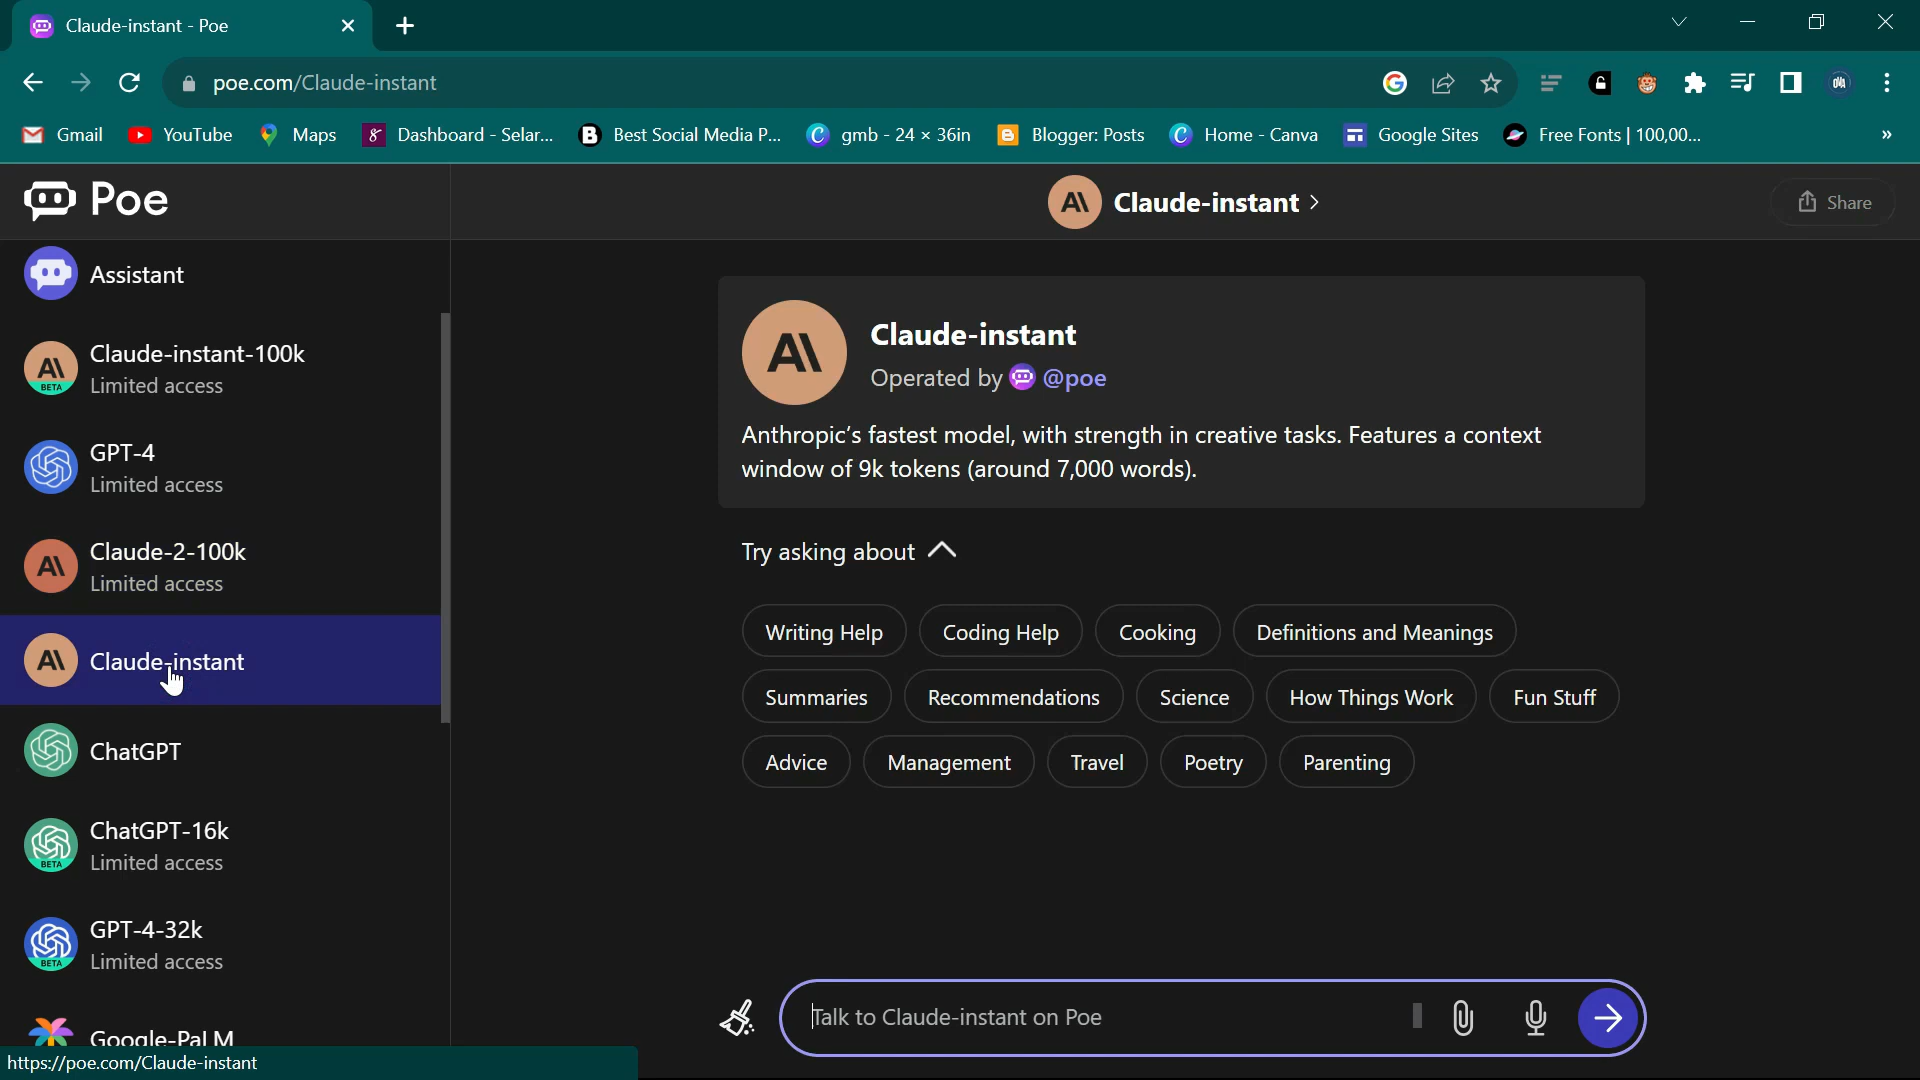 Claude-instant - Poe
poe.com/Claude-instant
Gmail
YouTube
Maps
Dashboard - Selar...
Best Social Media P...
gmb - 24 × 36in
Blogger: Posts
Home - Canva
Google Sites
Free Fonts | 100,00...
»
Poe
Claude-instant
Share
Assistant
Claude-instant-100k
BETA
Limited access
GPT-4
Limited access
Claude-2-100k
Limited access
Claude-instant
ChatGPT
ChatGPT-16k
BETA
Limited access
GPT-4-32k
BETA
Limited access
Google-PaLM
https://poe.com/Claude-instant
Claude-instant
Operated by @poe
Anthropic's fastest model, with strength in creative tasks. Features a context
window of 9k tokens (around 7,000 words).
Try asking about
Writing Help
Coding Help
Cooking
Definitions and Meanings
Summaries
Recommendations
Science
How Things Work
Fun Stuff
Advice
Management
Travel
Poetry
Parenting
Talk to Claude-instant on Poe